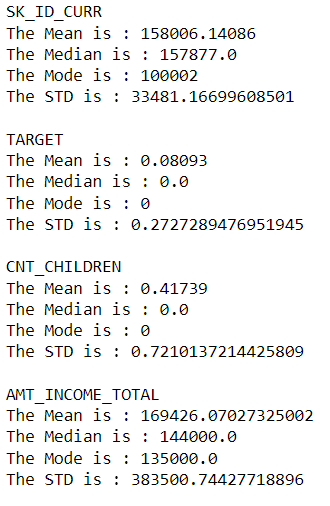 SK_ID_CURR
The Mean is : 158006.14086
The Median is : 157877.0
The Mode is : 100002
The STD is : 33481.16699608501
TARGET
The Mean is : 0.08093
The Median is : 0.0
The Mode is : 0
The STD is : 0.2727289476951945
CNT_CHILDREN
The Mean is : 0.41739
The Median is : 0.0
The Mode is : 0
The STD is : 0.7210137214425809
AMT_INCOME_TOTAL
The Mean is : 169426.07027325002
The Median is : 144000.0
The Mode is : 135000.0
The STD is : 383500.74427718896